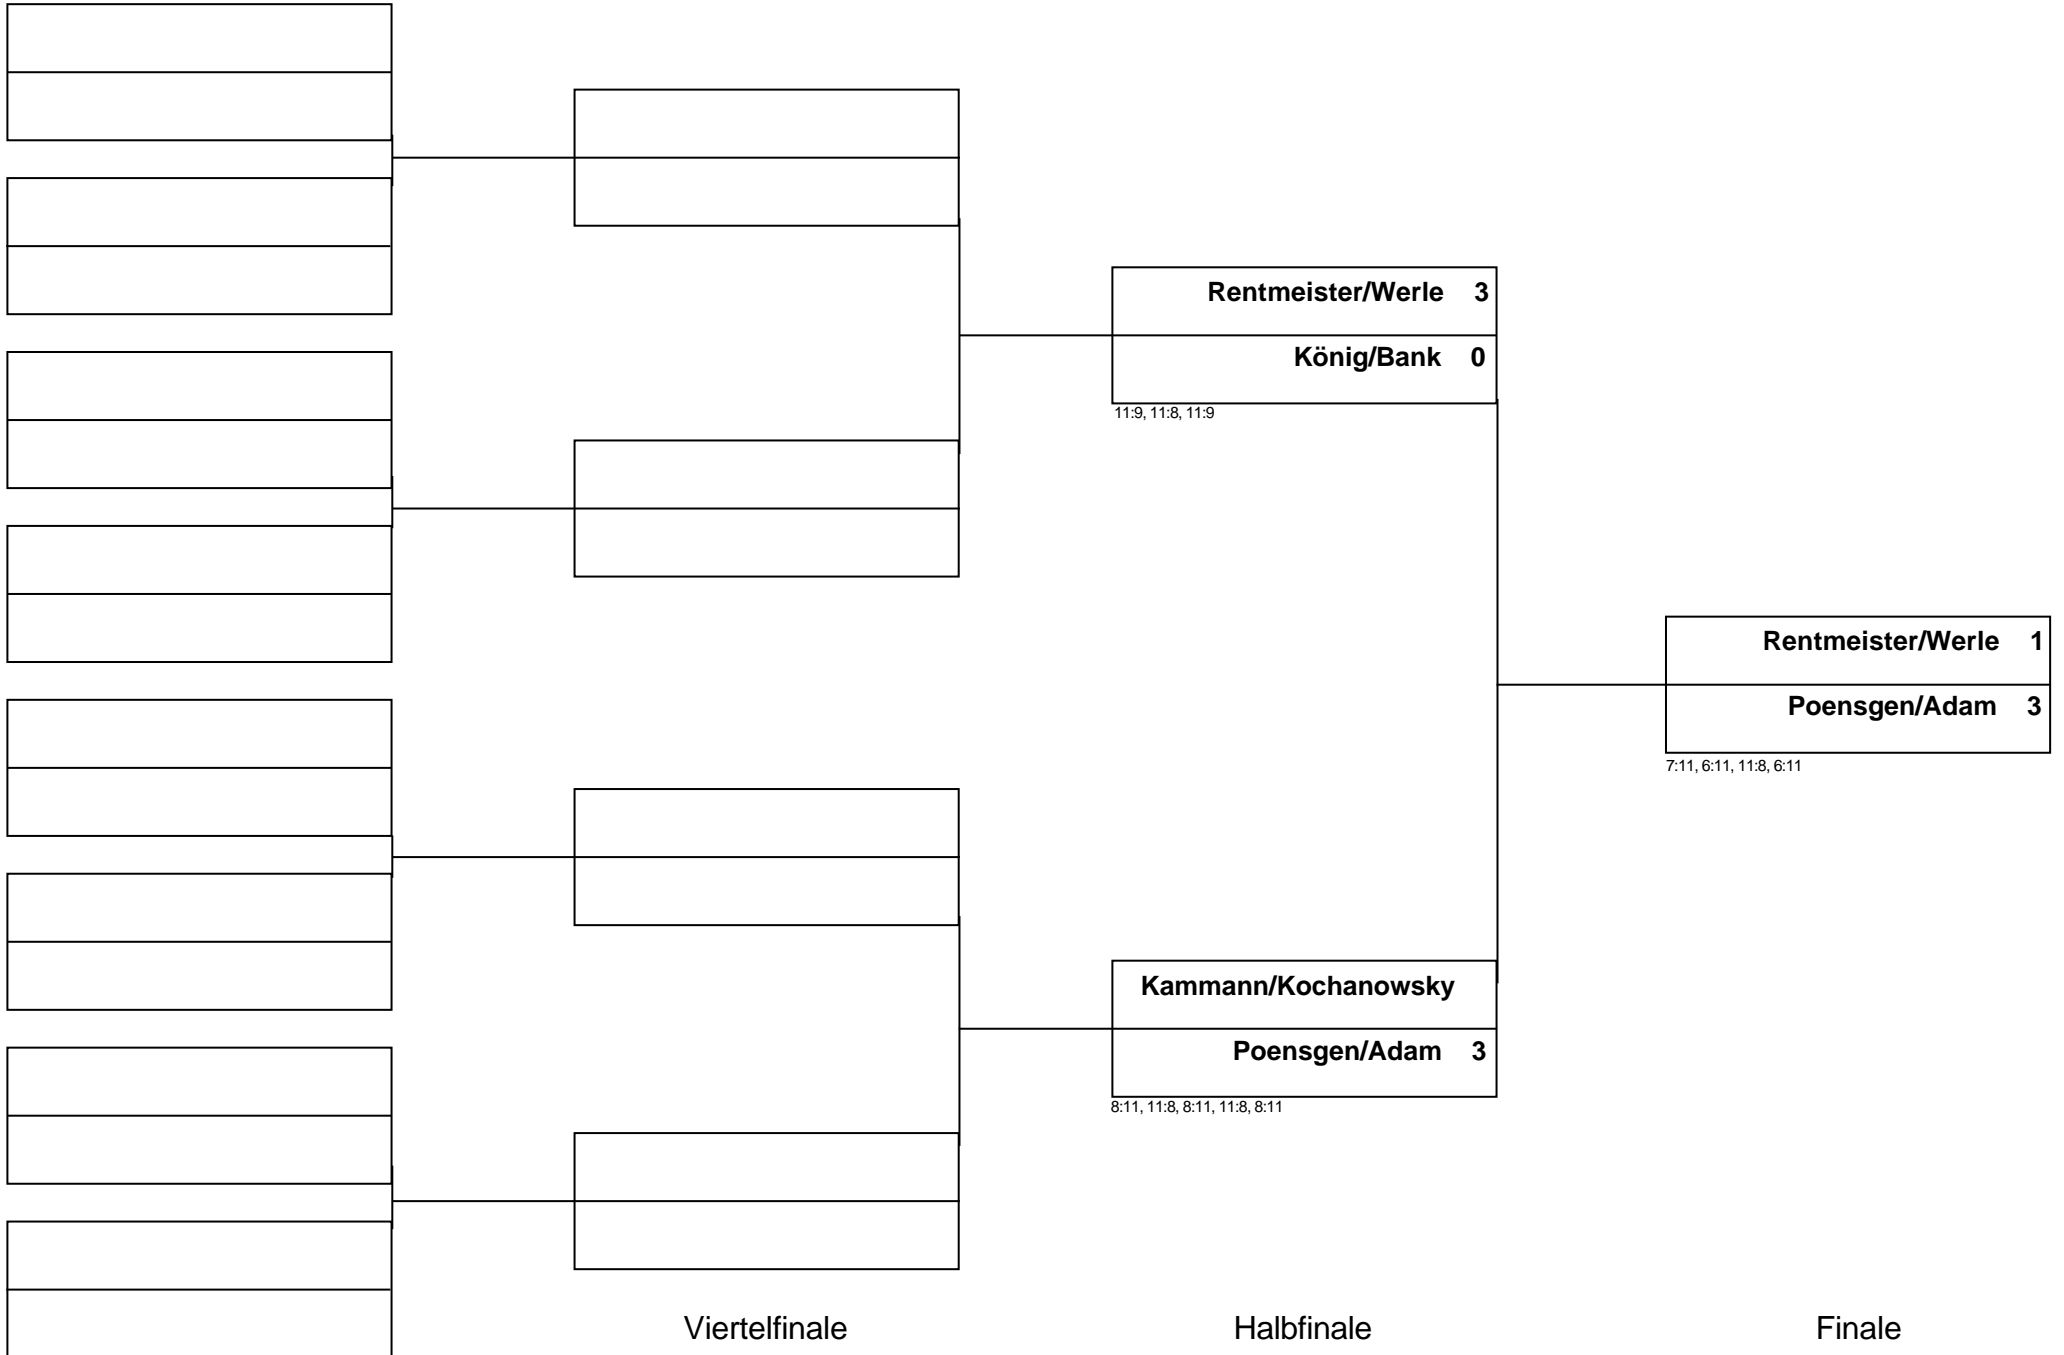 Rentmeister/Werle 3
König/Bank 0
11:9, 11:8, 11:9
Rentmeister/Werle 1
Poensgen/Adam 3
7:11, 6:11, 11:8, 6:11
Kammann/Kochanowsky
Poensgen/Adam 3
8:11, 11:8, 8:11, 11:8, 8:11
Viertelfinale
Halbfinale
Finale